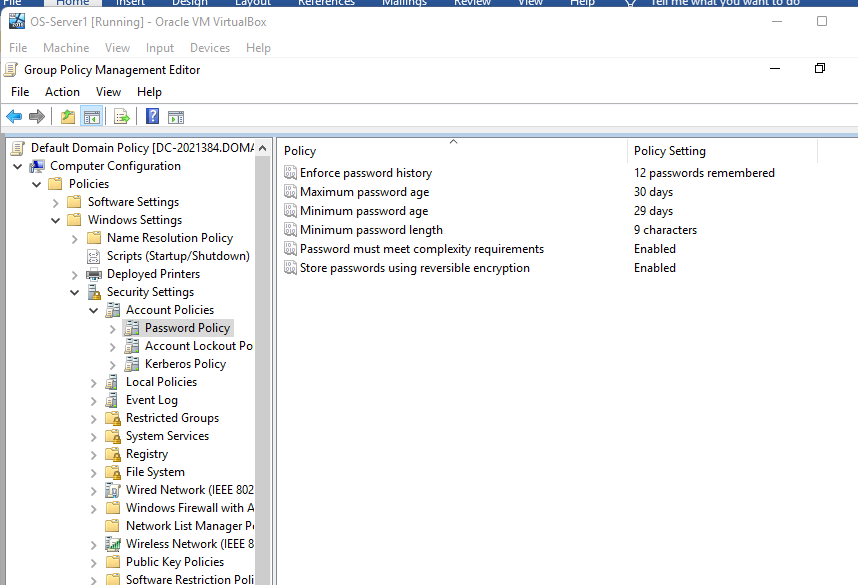 File Home Insert Design Layout References Mailings Review View Help Tell me what you want to do
OS-Server1 [Running] - Oracle VM VirtualBox
File Machine View Input Devices Help
Group Policy Management Editor
File Action View Help
Default Domain Policy [DC-2021384.DOMA
Computer Configuration
Policies
Software Settings
Windows Settings
Name Resolution Policy
Scripts (Startup/Shutdown)
Deployed Printers
Security Settings
Account Policies
Password Policy
Account Lockout Po
Kerberos Policy
Local Policies
Event Log
Restricted Groups
System Services
Registry
File System
Wired Network (IEEE 802
Windows Firewall with A
Network List Manager P
Wireless Network (IEEE 8
Public Key Policies
Software Restriction Poli
Policy Policy Setting
Enforce password history 12 passwords remembered
Maximum password age 30 days
Minimum password age 29 days
Minimum password length 9 characters
Password must meet complexity requirements Enabled
Store passwords using reversible encryption Enabled